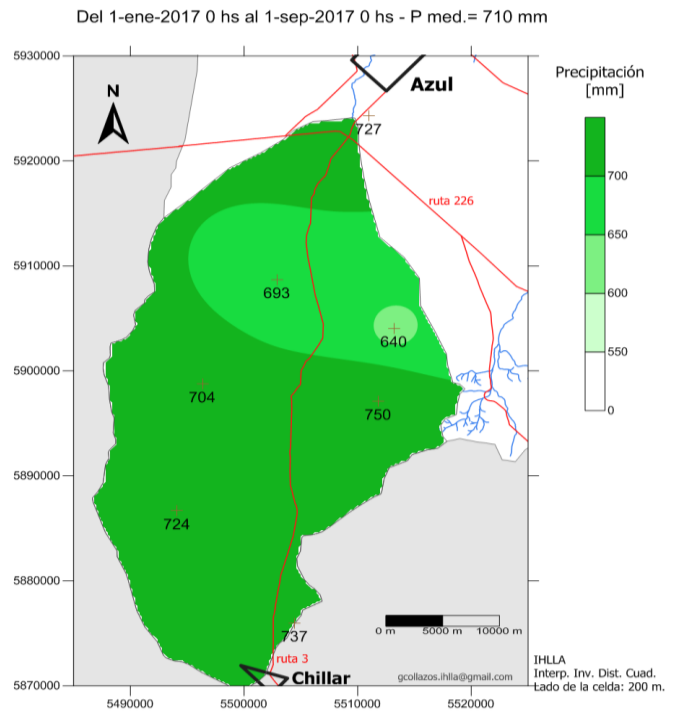 Del 1-ene-2017 0 hs al 1-sep-2017 0 hs - P med.= 710 mm
5930000
Azul
Precipitación
[mm]
N
727
5920000
700
ruta 226
650
5910000
693
600
640
550
5900000
704
750
0
5890000
724
5880000
737
0 m 5000 m 10000 m
ruta 3
Chillar
gcollazos.ihlla@gmail.com
IHLLA
Interp. Inv. Dist. Cuad.
Lado de la celda: 200 m.
5870000
5490000 5500000 5510000 5520000